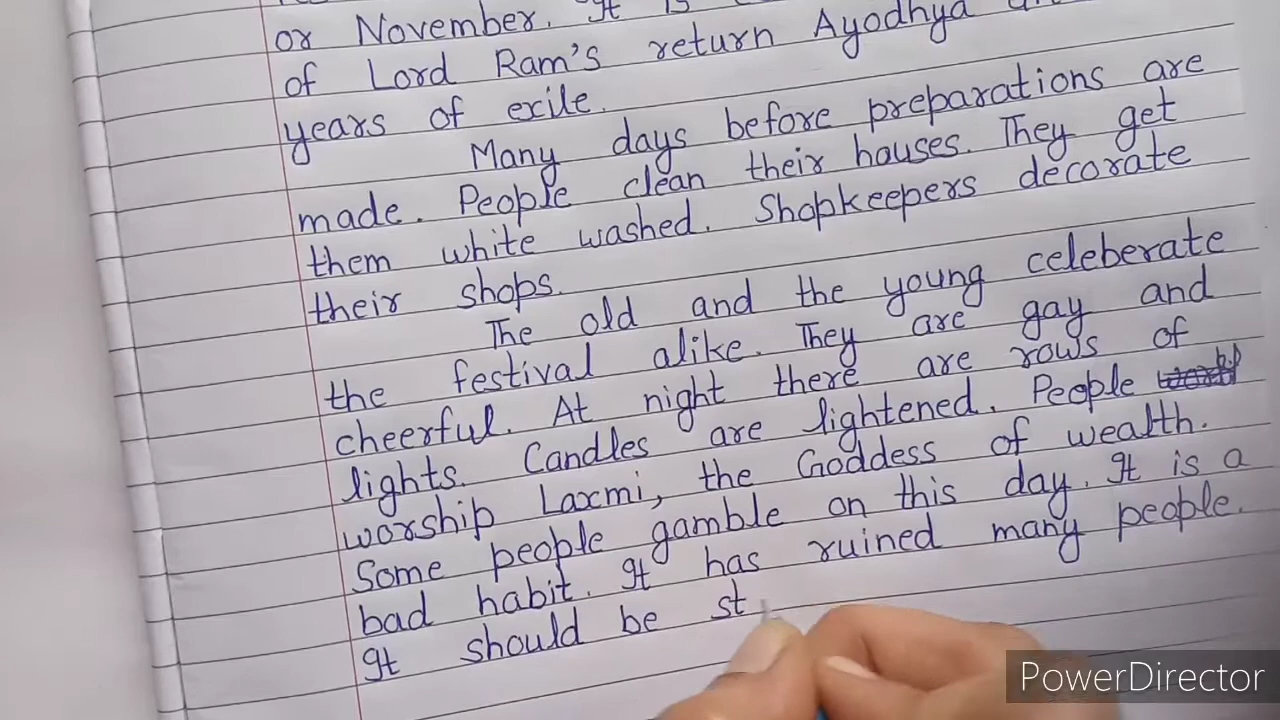 or November. It is
of Lord Ram's return Ayodhya
years of exile.
Many days before preparations are
made. People clean their houses. They get
them white washed. Shopkeepers decorate
their shops.
The old and the young celeberate
the festival alike. They are gay and
cheerful. At night there are rows of
lights. Candles are lightened. People
worship Laxmi, the Goddess of wealth.
Some people gamble on this day. It is a
bad habit. It has ruined many people.
It should be st
PowerDirector